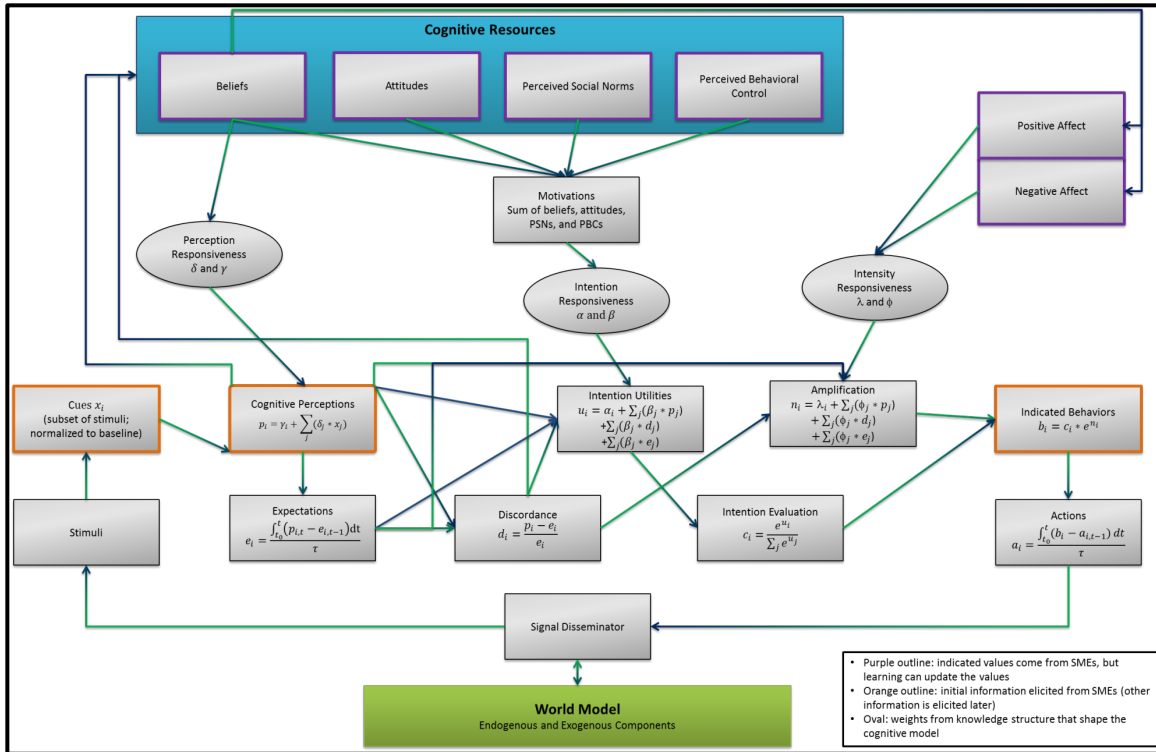 Cognitive Resources
Beliefs
Attitudes
Perceived Social Norms
Perceived Behavioral
Control
Positive Affect
Negative Affect
Motivations
Sum of beliefs, attitudes,
PSNs, and PBCs
Perception
Responsiveness
δ and γ
Intention
Responsiveness
α and β
Intensity
Responsiveness
λ and ϕ
Cues x_i
(subset of stimuli;
normalized to baseline)
Cognitive Perceptions
p_i = γ_i + ∑_j (δ_j * x_j)
Intention Utilities
u_i = α_i + ∑_j(β_j * p_j)
+∑_j(β_j * d_j)
+∑_j(β_j * e_j)
Amplification
n_i = λ_i + ∑_j(ϕ_j * p_j)
+ ∑_j(ϕ_j * d_j)
+ ∑_j(ϕ_j * e_j)
Indicated Behaviors
b_i = c_i * e^{n_i}
Stimuli
Expectations
e_i = ∫_{t_0}^{t}(p_{i,t} − e_{i,t−1})dt / τ
Discordance
d_i = (p_i − e_i) / e_i
Intention Evaluation
c_i = e^{u_i} / ∑_j e^{u_j}
Actions
a_i = ∫_{t_0}^{t}(b_i − a_{i,t−1}) dt / τ
Signal Disseminator
World Model
Endogenous and Exogenous Components
• Purple outline: indicated values come from SMEs, but
learning can update the values
• Orange outline: initial information elicited from SMEs (other
information is elicited later)
• Oval: weights from knowledge structure that shape the
cognitive model